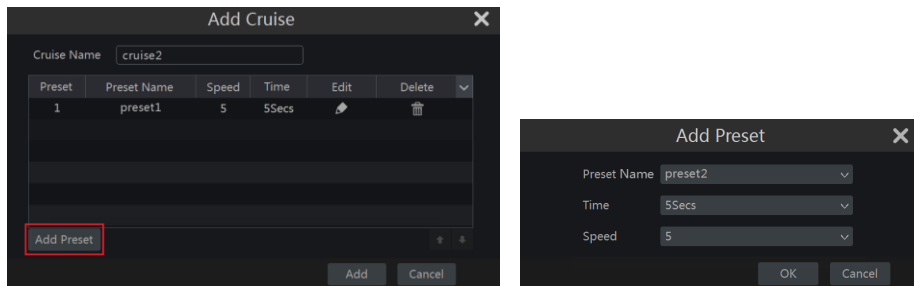 Add Cruise
Cruise Name cruise2
Preset Preset Name Speed Time Edit Delete
1 preset1 5 5Secs
Add Preset
Add Cancel
Add Preset
Preset Name preset2
Time 5Secs
Speed 5
OK Cancel